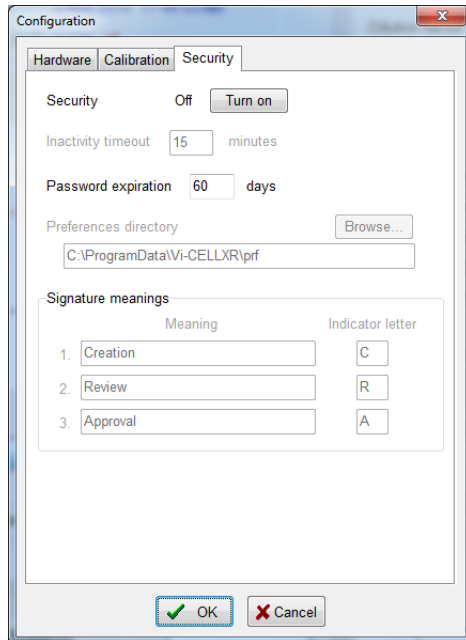 Configuration
x
Hardware Calibration Security
Security Off Turn on
Inactivity timeout 15 minutes
Password expiration 60 days
Preferences directory Browse...
C:\ProgramData\Vi-CELLXR\prf
Signature meanings
Meaning Indicator letter
1. Creation C
2. Review R
3. Approval A
OK Cancel